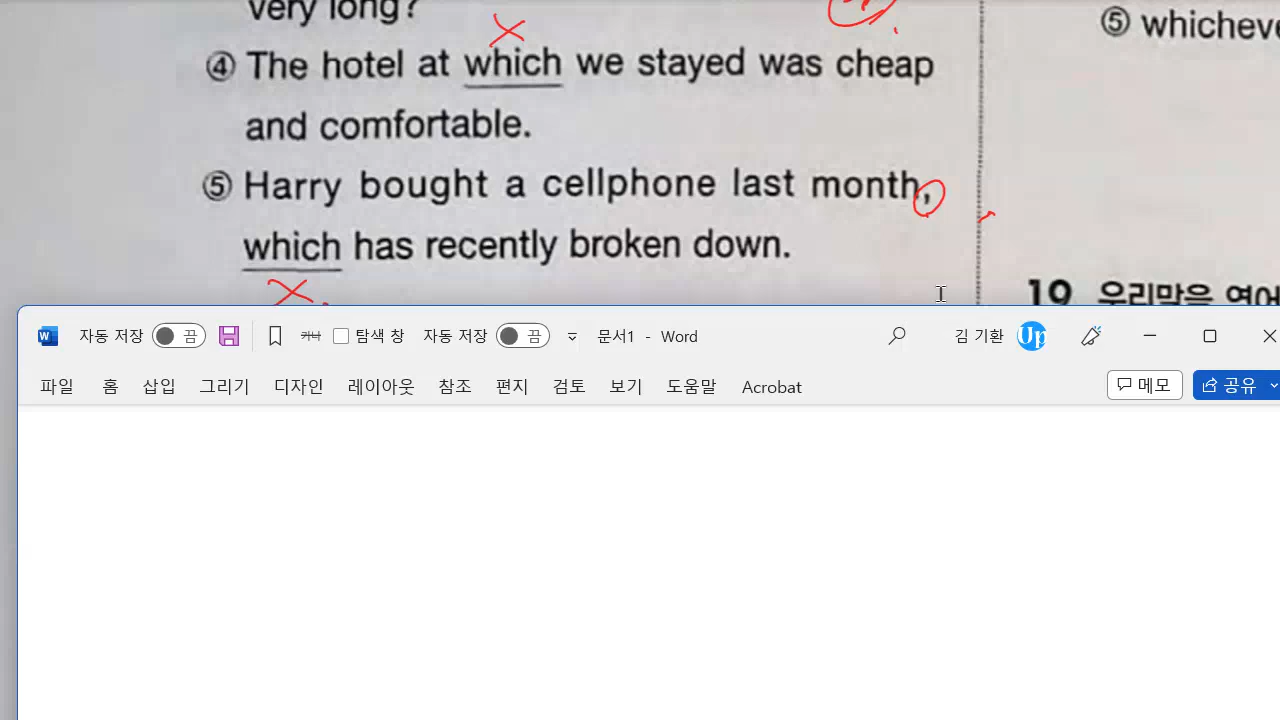 very long?
④ The hotel at which we stayed was cheap
and comfortable.
⑤ Harry bought a cellphone last month,
which has recently broken down.
⑤ whicheve
19 우리말은 영어
자동 저장 끔 가나 탐색 창 자동 저장 끔 문서1 - Word 김 기환 Up
파일 홈 삽입 그리기 디자인 레이아웃 참조 편지 검토 보기 도움말 Acrobat 메모 공유